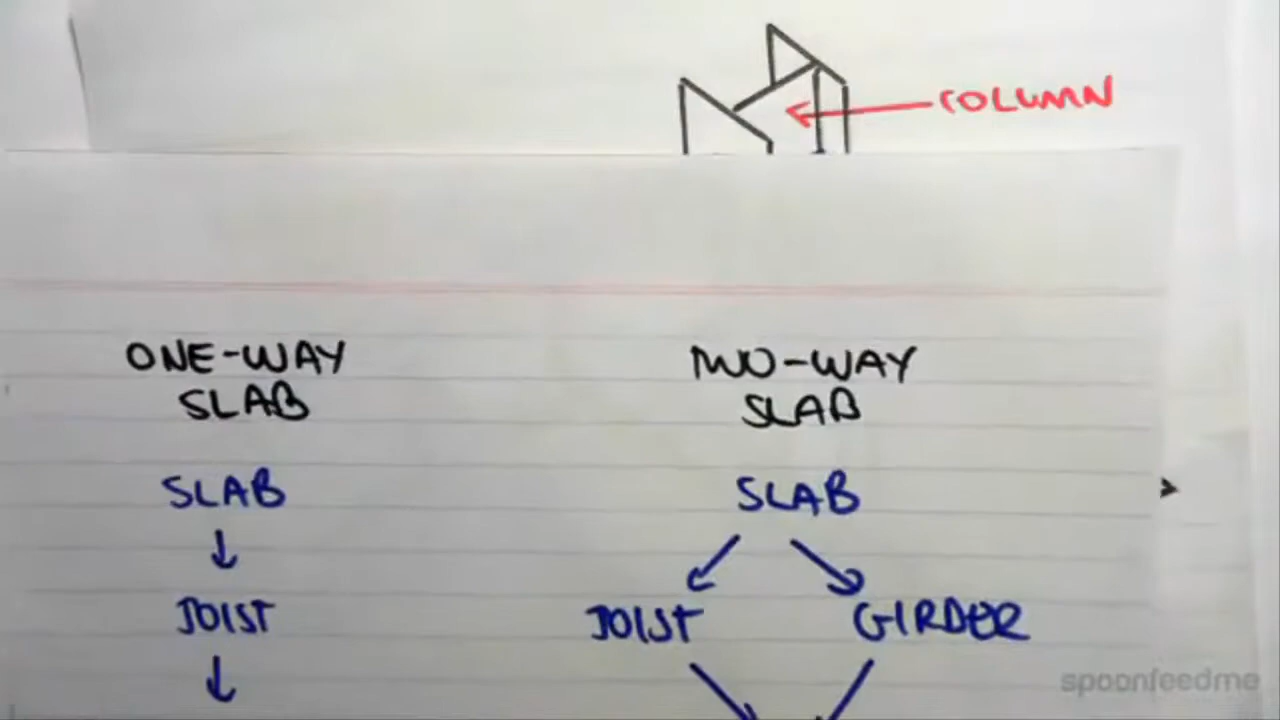 COLUMN
ONE-WAY
SLAB
TWO-WAY
SLAB
SLAB
SLAB
JOIST
JOIST
GIRDER
spoonfeedme